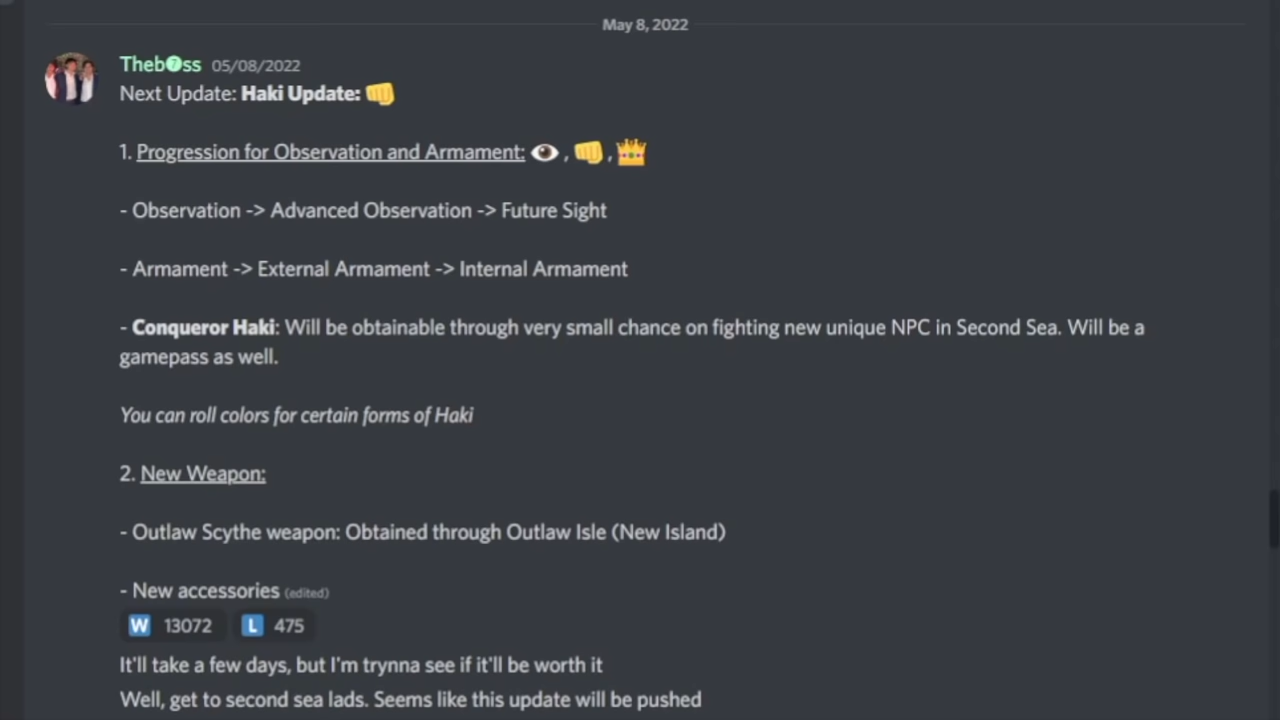 May 8, 2022
Theb7ss 05/08/2022
Next Update: Haki Update: 👊
1. Progression for Observation and Armament: 👁️ , 👊 , 👑
- Observation -> Advanced Observation -> Future Sight
- Armament -> External Armament -> Internal Armament
- Conqueror Haki: Will be obtainable through very small chance on fighting new unique NPC in Second Sea. Will be a
gamepass as well.
You can roll colors for certain forms of Haki
2. New Weapon:
- Outlaw Scythe weapon: Obtained through Outlaw Isle (New Island)
- New accessories (edited)
W 13072 L 475
It'll take a few days, but I'm trynna see if it'll be worth it
Well, get to second sea lads. Seems like this update will be pushed